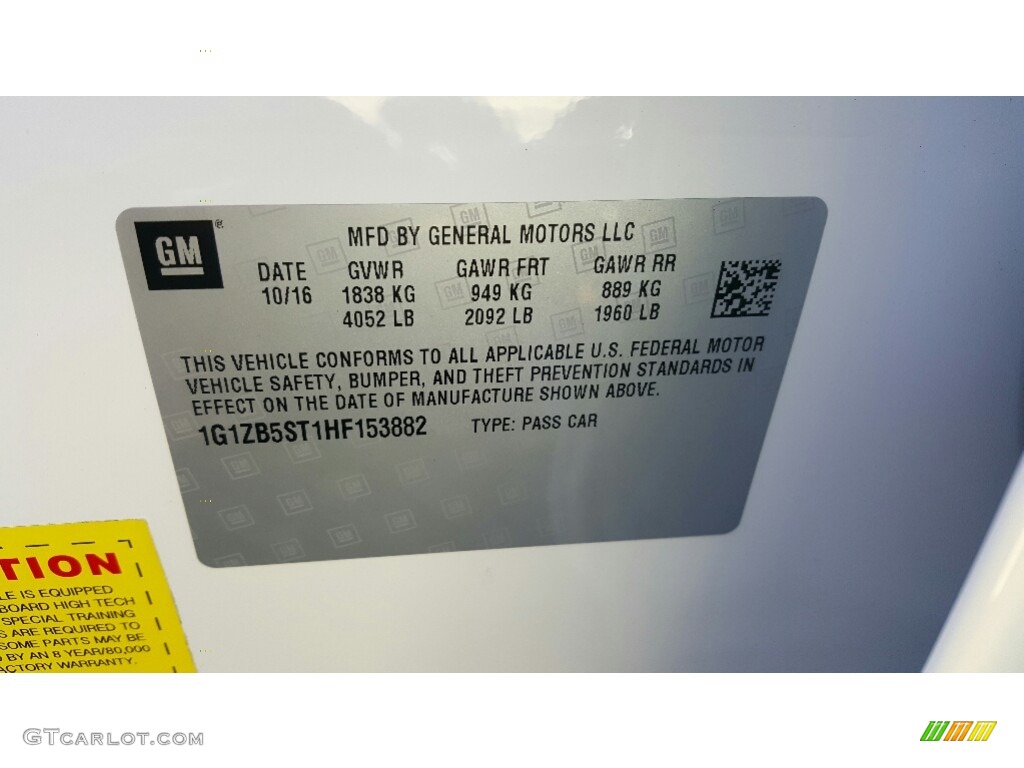 GM
MFD BY GENERAL MOTORS LLC
DATE GVWR GAWR FRT GAWR RR
10/16 1838 KG 949 KG 889 KG
4052 LB 2092 LB 1960 LB
THIS VEHICLE CONFORMS TO ALL APPLICABLE U.S. FEDERAL MOTOR
VEHICLE SAFETY, BUMPER, AND THEFT PREVENTION STANDARDS IN
EFFECT ON THE DATE OF MANUFACTURE SHOWN ABOVE.
1G1ZB5ST1HF153882 TYPE: PASS CAR
TION
LE IS EQUIPPED
BOARD HIGH TECH
SPECIAL TRAINING
S ARE REQUIRED TO
SOME PARTS MAY BE
D BY AN 8 YEAR/80,000
ACTORY WARRANTY.
GTCARLOT.COM